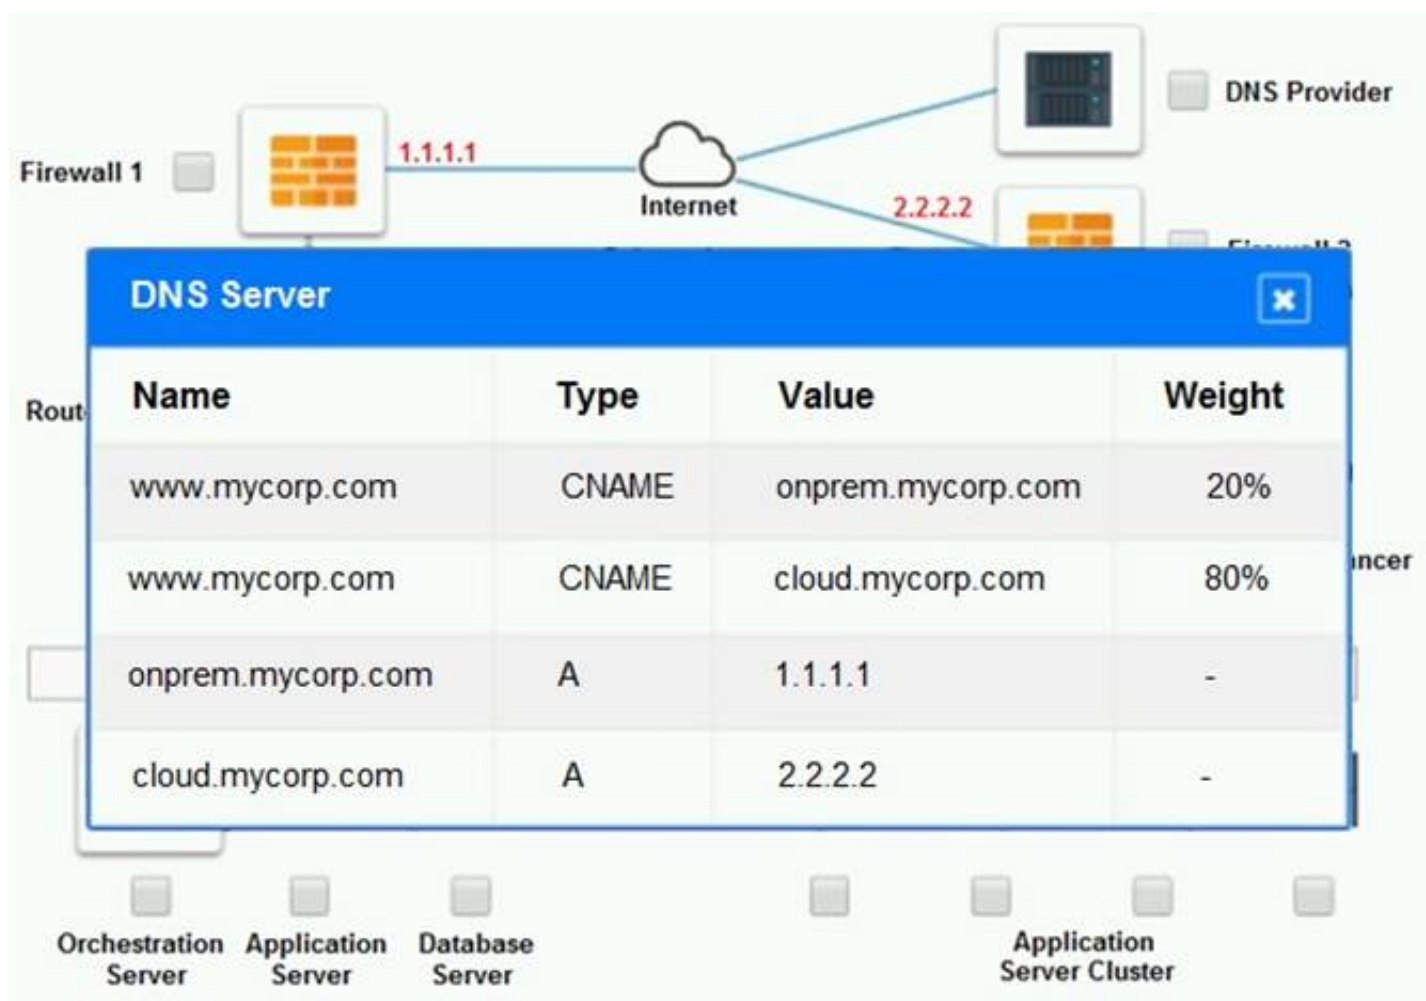 DNS Provider
1.1.1.1
Firewall 1
Internet
2.2.2.2
DNS Server
Name Type Value Weight
www.mycorp.com CNAME onprem.mycorp.com 20%
www.mycorp.com CNAME cloud.mycorp.com 80%
onprem.mycorp.com A 1.1.1.1 -
cloud.mycorp.com A 2.2.2.2 -
Orchestration Server
Application Server
Database Server
Application Server Cluster